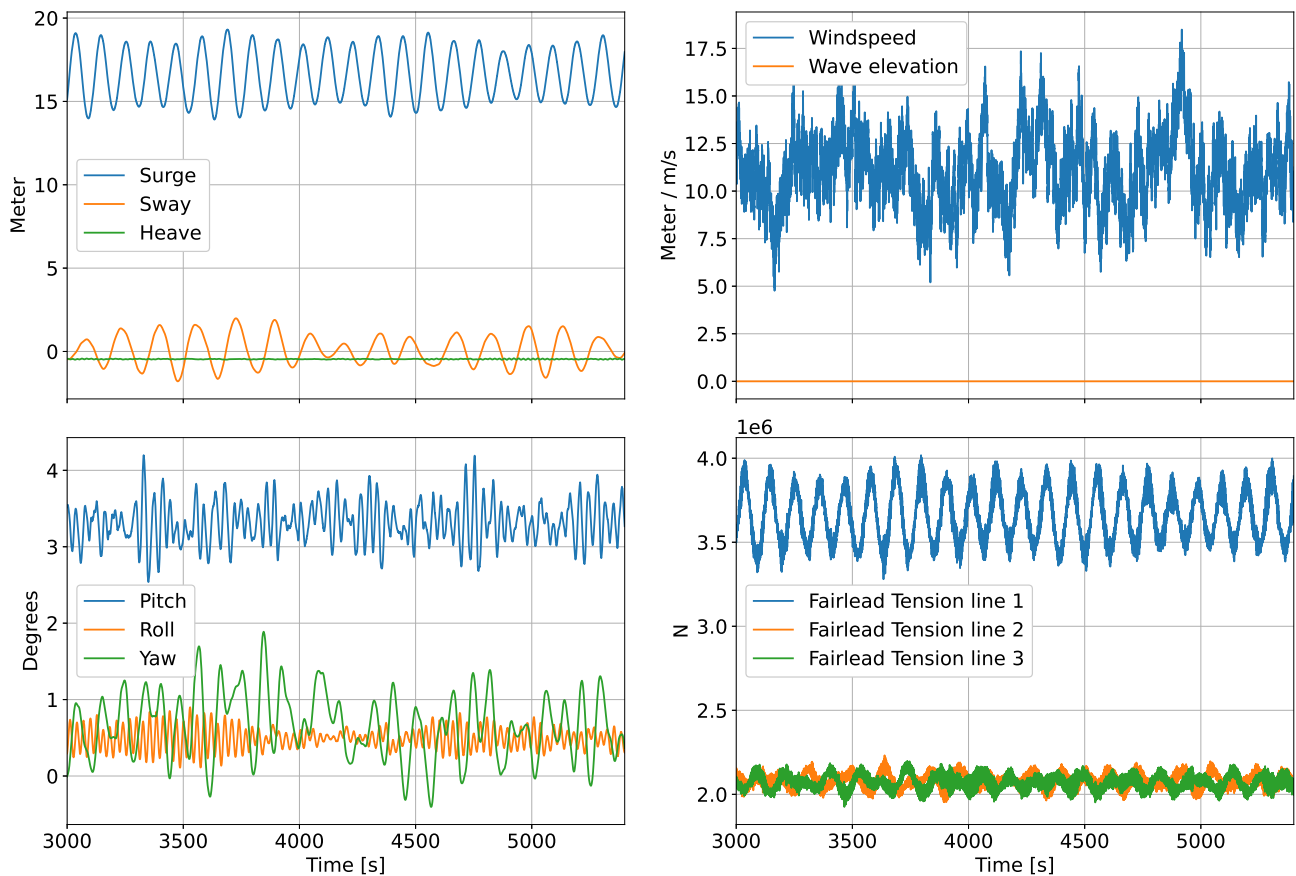 20
15
10
5
0
Meter
Surge
Sway
Heave
17.5
15.0
12.5
10.0
7.5
5.0
2.5
0.0
Meter / m/s
Windspeed
Wave elevation
4
3
2
1
0
Degrees
Pitch
Roll
Yaw
3000
3500
4000
4500
5000
Time [s]
1e6
4.0
3.5
3.0
2.5
2.0
N
Fairlead Tension line 1
Fairlead Tension line 2
Fairlead Tension line 3
3000
3500
4000
4500
5000
Time [s]